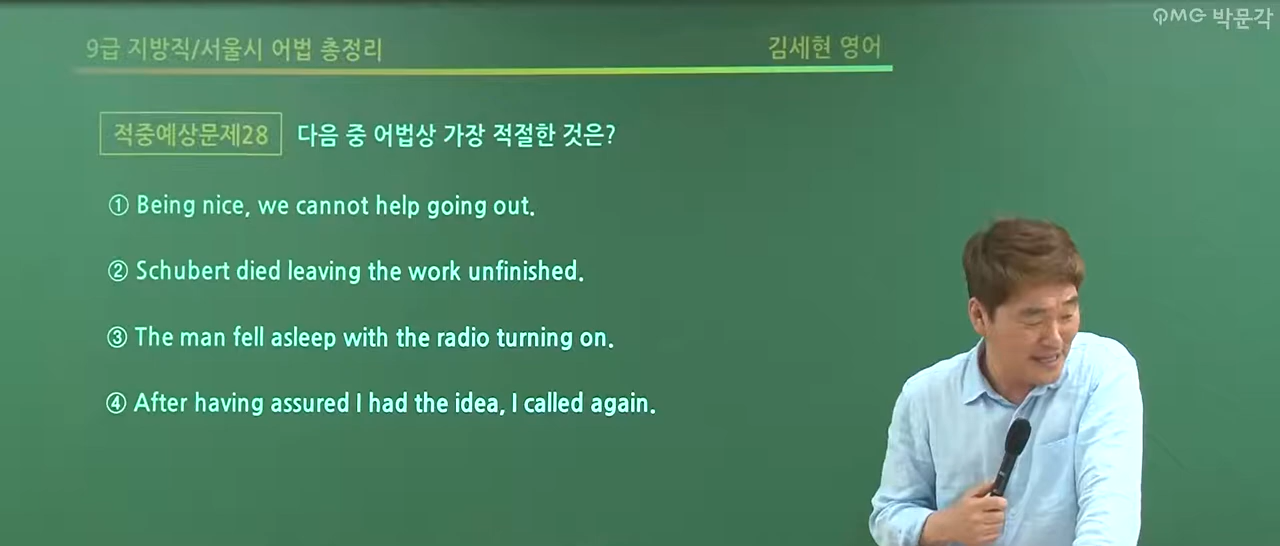 PMG 박문각
9급 지방직/서울시 어법 총정리
김세현 영어
적중예상문제28 다음 중 어법상 가장 적절한 것은?
① Being nice, we cannot help going out.
② Schubert died leaving the work unfinished.
③ The man fell asleep with the radio turning on.
④ After having assured I had the idea, I called again.